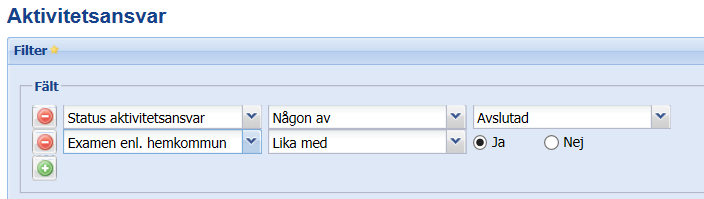 Aktivitetsansvar
Filter
Fält
Status aktivitetsansvar Någon av Avslutad
Examen enl. hemkommun Lika med Ja Nej